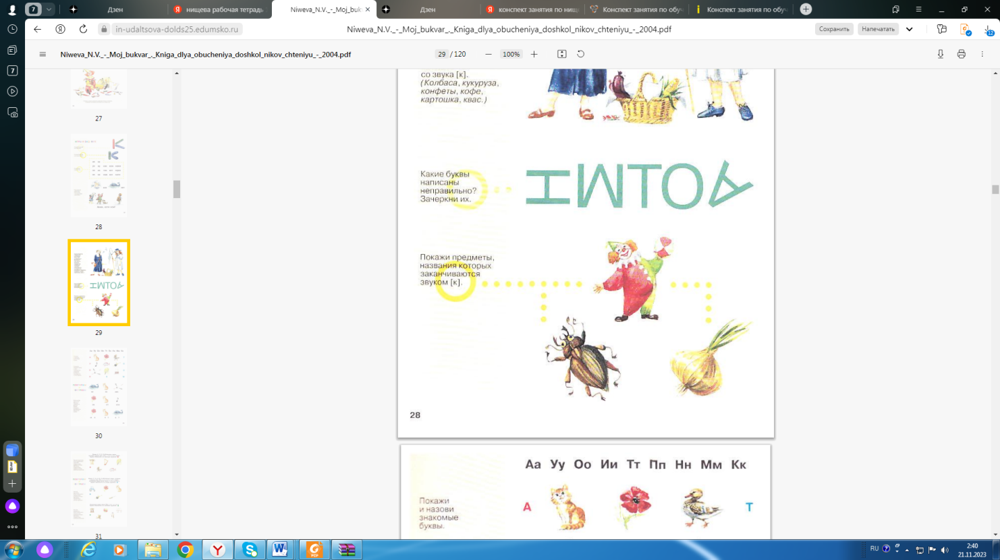 7
Дзен
нищева рабочая тетрадь
Niweva_N.V._-_Moj_buk
Дзен
конспект занятия по нищ
Конспект занятия по обуч
Конспект занятия по обуч
in-udaltsova-dolds25.edumsko.ru
Niweva_N.V._-_Moj_bukvar_._Kniga_dlya_obucheniya_doshkol_nikov_chteniyu_-_2004.pdf
Сохранить
Напечатать
12
Niweva_N.V._-_Moj_bukvar_._Kniga_dlya_obucheniya_doshkol_nikov_chteniyu_-_2004.pdf
29 / 120
100%
7
27
28
29
30
31
со звука [к].
(Колбаса, кукуруза,
конфеты, кофе,
картошка, квас.)
Какие буквы
написаны
неправильно?
Зачеркни их.
Покажи предметы,
названия которых
заканчиваются
звуком [к].
28
Аа Уу Оо Ии Тт Пп Нн Мм Кк
Покажи
и назови
знакомые
буквы.
А
Т
RU
2:40
21.11.2023